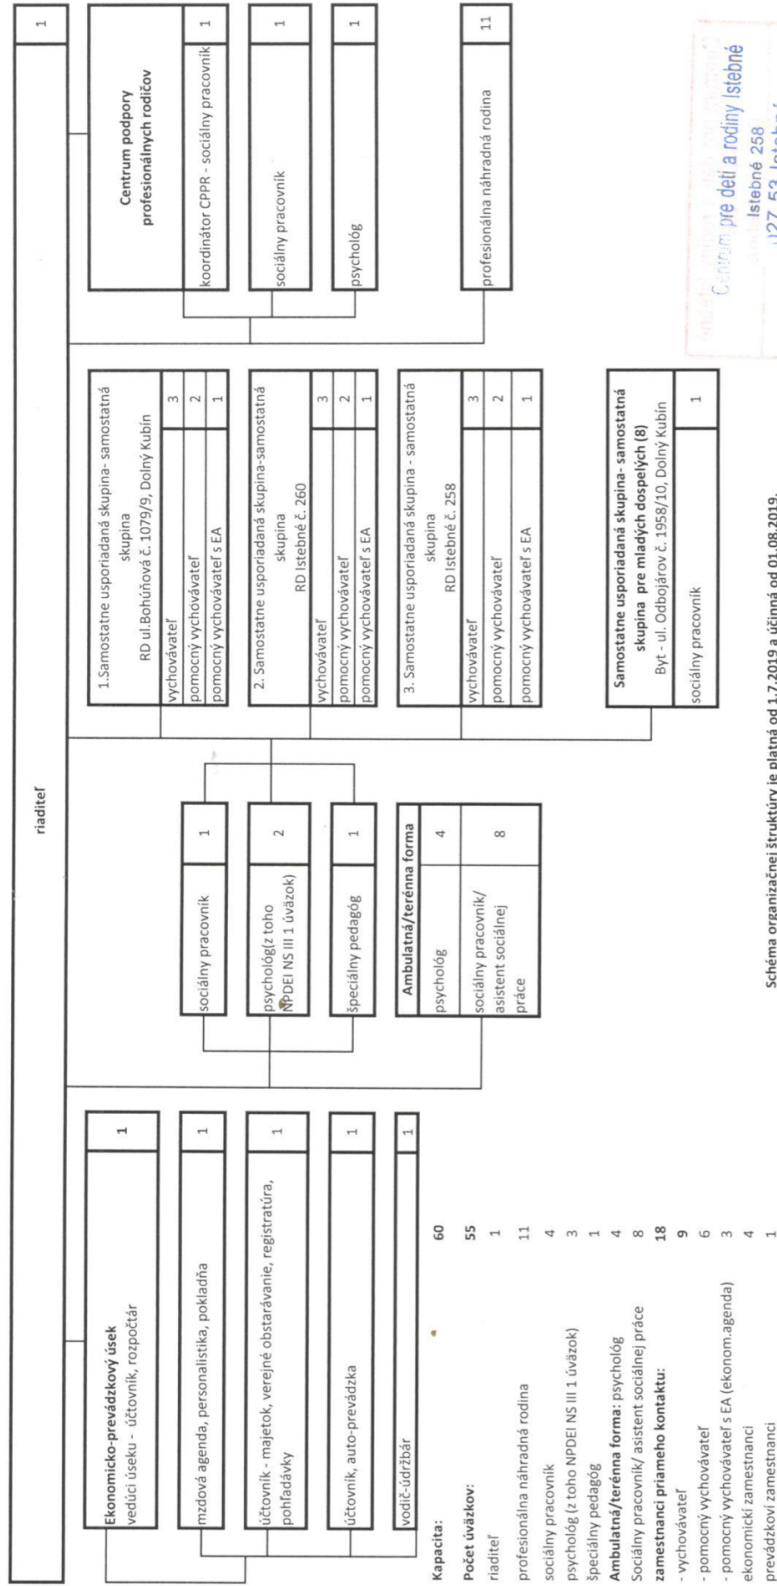 riaditeľ 1
Ekonomicko-prevádzkový úsek
vedúci úseku - účtovník, rozpočtár 1
mzdová agenda, personalistika, pokladňa 1
účtovník - majetok, verejné obstarávanie, registratúra,
pohľadávky 1
účtovník, auto-prevádzka 1
vodič-údržbár 1
sociálny pracovník 1
psychológ(z toho
NPDEI NS III 1 úväzok) 2
špeciálny pedagóg 1
Ambulatná/terénna forma
psychológ 4
sociálny pracovník/
asistent sociálnej
práce 8
1.Samostatne usporiadaná skupina- samostatná
skupina
RD ul.Bohúňová č. 1079/9, Dolný Kubín
vychovávateľ 3
pomocný vychovávateľ 2
pomocný vychovávateľ s EA 1
2. Samostatne usporiadaná skupina-samostatná
skupina
RD Istebné č. 260
vychovávateľ 3
pomocný vychovávateľ 2
pomocný vychovávateľ s EA 1
3. Samostatne usporiadaná skupina - samostatná
skupina
RD Istebné č. 258
vychovávateľ 3
pomocný vychovávateľ 2
pomocný vychovávateľ s EA 1
Samostatne usporiadaná skupina- samostatná
skupina pre mladých dospelých (8)
Byt - ul. Odbojárov č. 1958/10, Dolný Kubín
sociálny pracovník 1
Centrum podpory
profesionálnych rodičov
koordinátor CPPR - sociálny pracovník 1
sociálny pracovník 1
psychológ 1
profesionálna náhradná rodina 11
Kapacita: 60
Počet úväzkov: 55
riaditeľ 1
profesionálna náhradná rodina 11
sociálny pracovník 4
psychológ (z toho NPDEI NS III 1 úväzok) 3
špeciálny pedagóg 1
Ambulatná/terénna forma: psychológ 4
Sociálny pracovník/ asistent sociálnej práce 8
zamestnanci priameho kontaktu: 18
- vychovávateľ 9
- pomocný vychovávateľ 6
- pomocný vychovávateľ s EA (ekonom.agenda) 3
ekonomickí zamestnanci 4
prevádzkoví zamestnanci 1
Schéma organizačnej štruktúry je platná od 1.7.2019 a účinná od 01.08.2019.
Centrum pre deti a rodiny Istebné
Istebné 258
027 53 Istebné